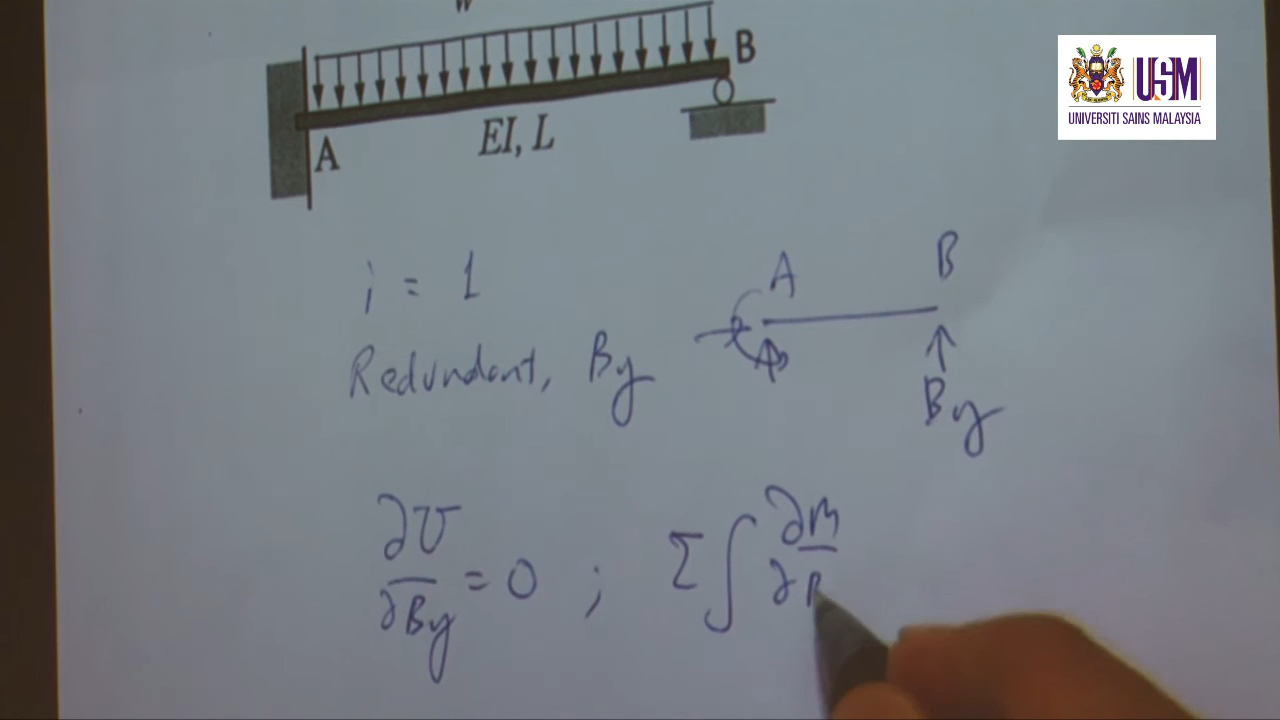 w
B
A
EI, L
USM
UNIVERSITI SAINS MALAYSIA
i = 1
A
B
Redundant, By
By
∂U/∂By = 0 ; Σ∫ ∂M/∂B